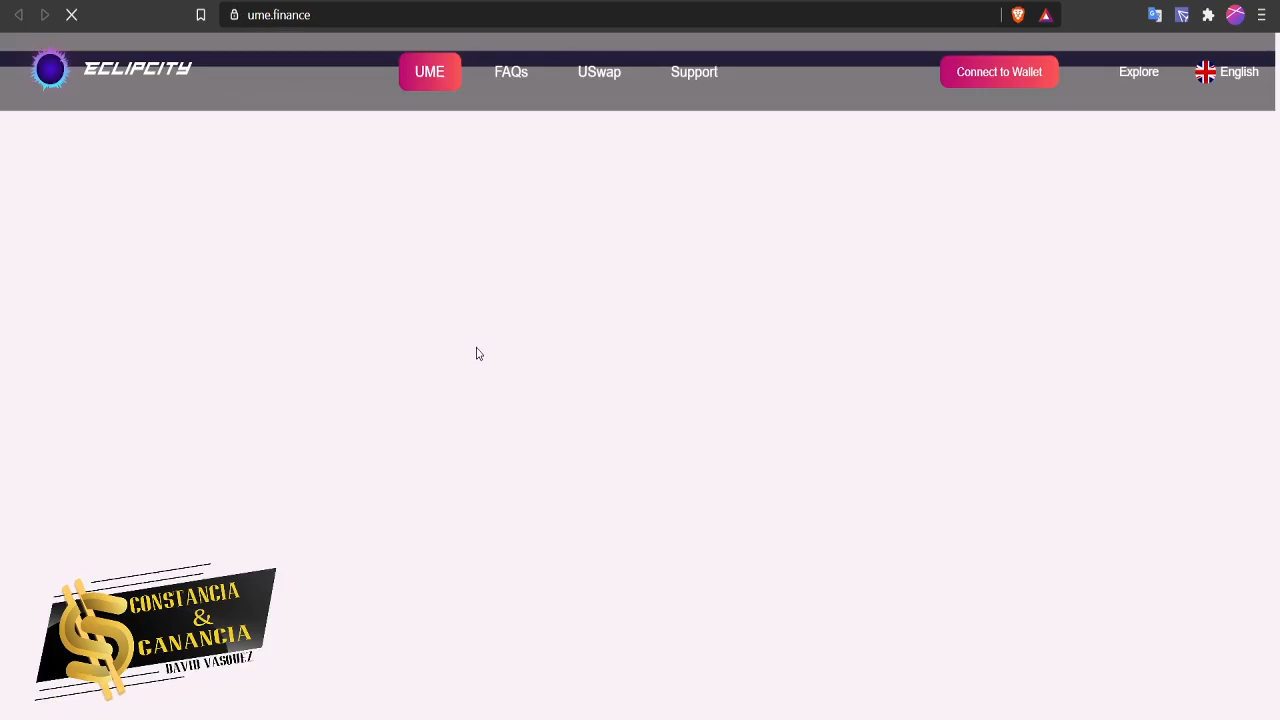 ume.finance
ECLIPCITY
UME
FAQs
USwap
Support
Connect to Wallet
Explore
English
CONSTANCIA
&
GANANCIA
DAVID VASQUEZ